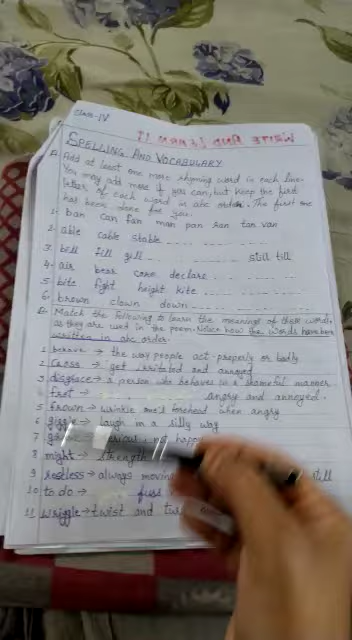 Class-IV
WRITE AND LEARN IT
SPELLING AND VOCABULARY
A. Add at least one more rhyming word in each line.
You may add more if you can, but keep the first
letter of each word in abc order. The first one
has been done for you.
1. ban can fan man pan ran tan van
2. able cable stable
3. bell fill gill still till
4. air bear care declare
5. bite fight height kite
6. brown clown down
B. Match the following to learn the meanings of these words
as they are used in the poem. Notice how the words have been
written in abc order.
1. behave → the way people act properly or badly
2. Cross → get irritated and annoyed
3. disgrace → a person who behaves in a shameful manner
4. fret → angry and annoyed.
5. frown → wrinkle one's forehead when angry
6. giggle → laugh in a silly way
7
8. might → strength
9. restless → always moving still
10. to do → fuss
11. wriggle → twist and turn